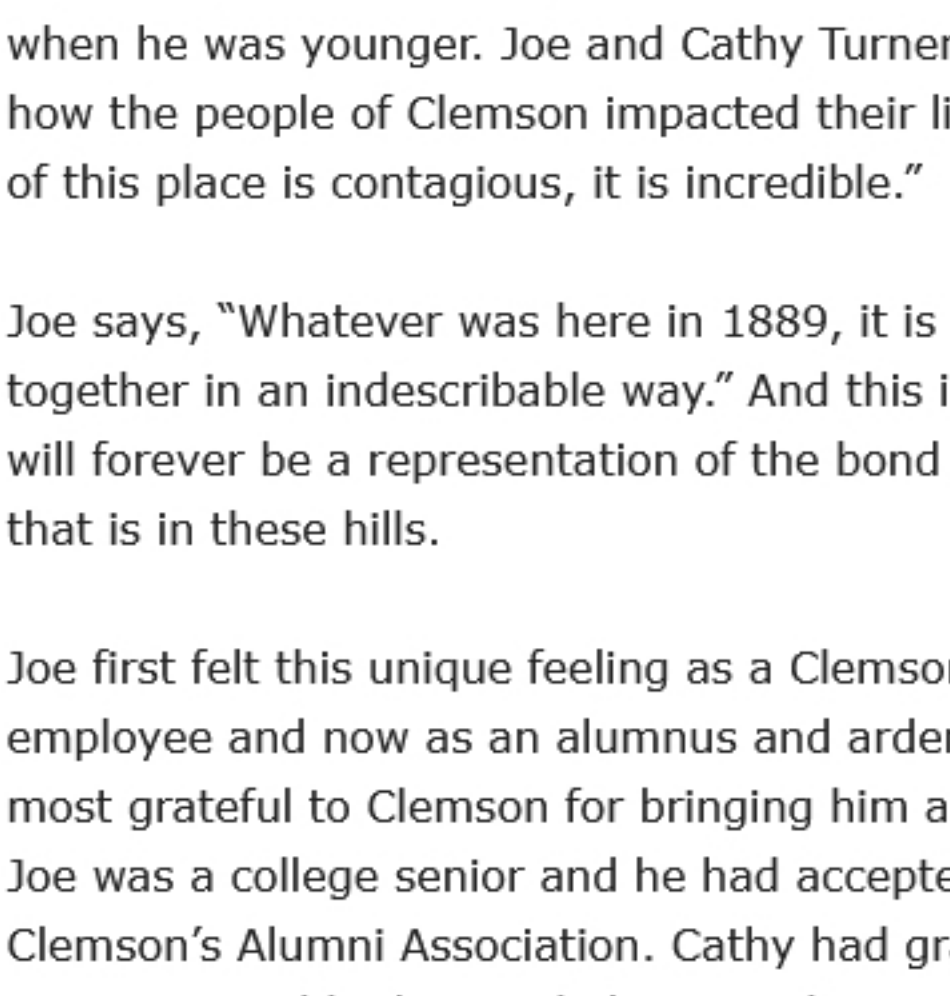 when he was younger. Joe and Cathy Turner
how the people of Clemson impacted their
of this place is contagious, it is incredible.”
Joe says, “Whatever was here in 1889, it is
together in an indescribable way.” And this
will forever be a representation of the bond
that is in these hills.
Joe first felt this unique feeling as a Clemson
employee and now as an alumnus and
most grateful to Clemson for bringing him
Joe was a college senior and he had
Clemson’s Alumni Association. Cathy had